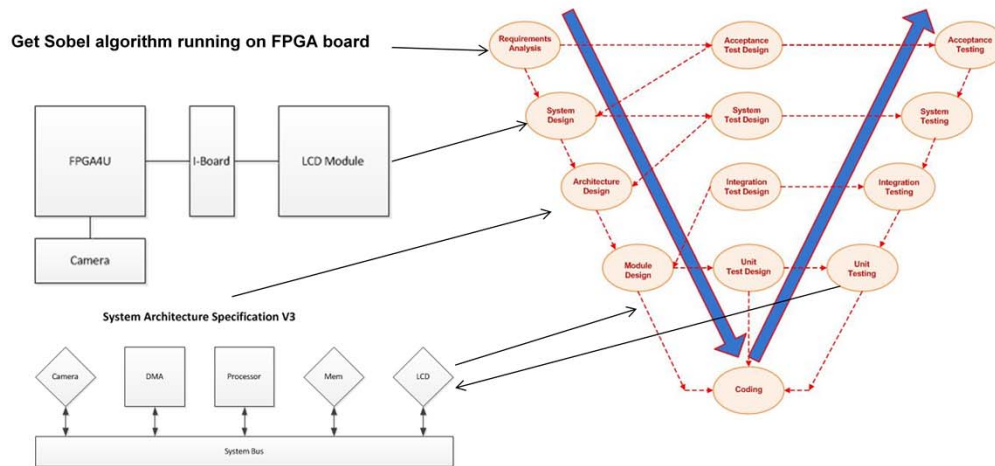 Get Sobel algorithm running on FPGA board
FPGA4U
I-Board
LCD Module
Camera
System Architecture Specification V3
Camera
DMA
Processor
Mem
LCD
System Bus
Requirements
Analysis
Acceptance
Test Design
Acceptance
Testing
System
Design
System
Test Design
System
Testing
Architecture
Design
Integration
Test Design
Integration
Testing
Module
Design
Unit
Test Design
Unit
Testing
Coding